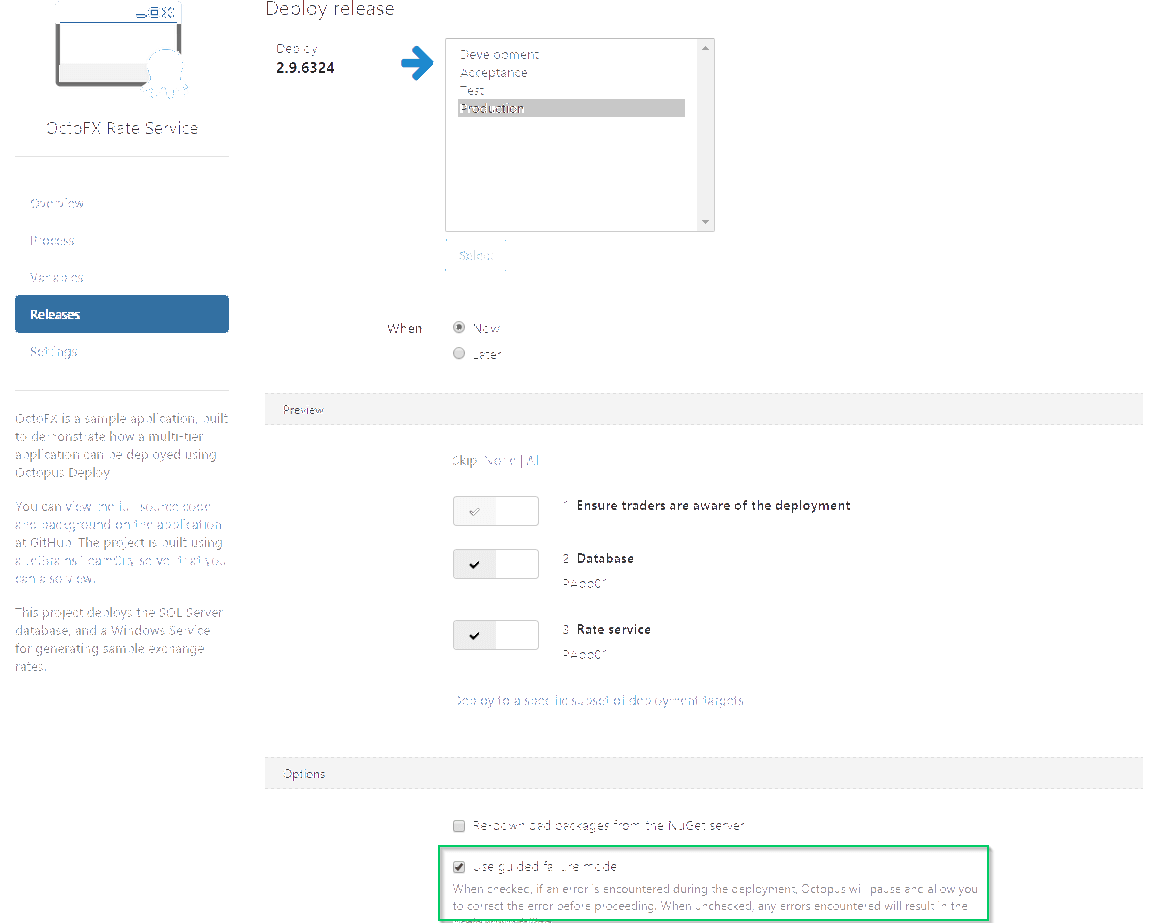 Deploy release
Deploy
2.9.6324
Development
Acceptance
Test
Production
Select
OctoFX Rate Service
Overview
Process
Variables
Releases
Settings
OctoFX is a sample application, built
to demonstrate how a multi-tier
application can be deployed using
Octopus Deploy
You can view the full source code
and background on the application
at GitHub. The project is built using
a JetBrains TeamCity server that you
can also view.
This project deploys the SQL Server
database, and a Windows Service
for generating sample exchange
rates.
When
Now
Later
Preview
Skip: None | All
1. Ensure traders are aware of the deployment
2. Database
PApp01
3. Rate service
PApp01
Deploy to a specific subset of deployment targets
Options
Re-download packages from the NuGet server
Use guided failure mode
When checked, if an error is encountered during the deployment, Octopus will pause and allow you
to correct the error before proceeding. When unchecked, any errors encountered will result in the